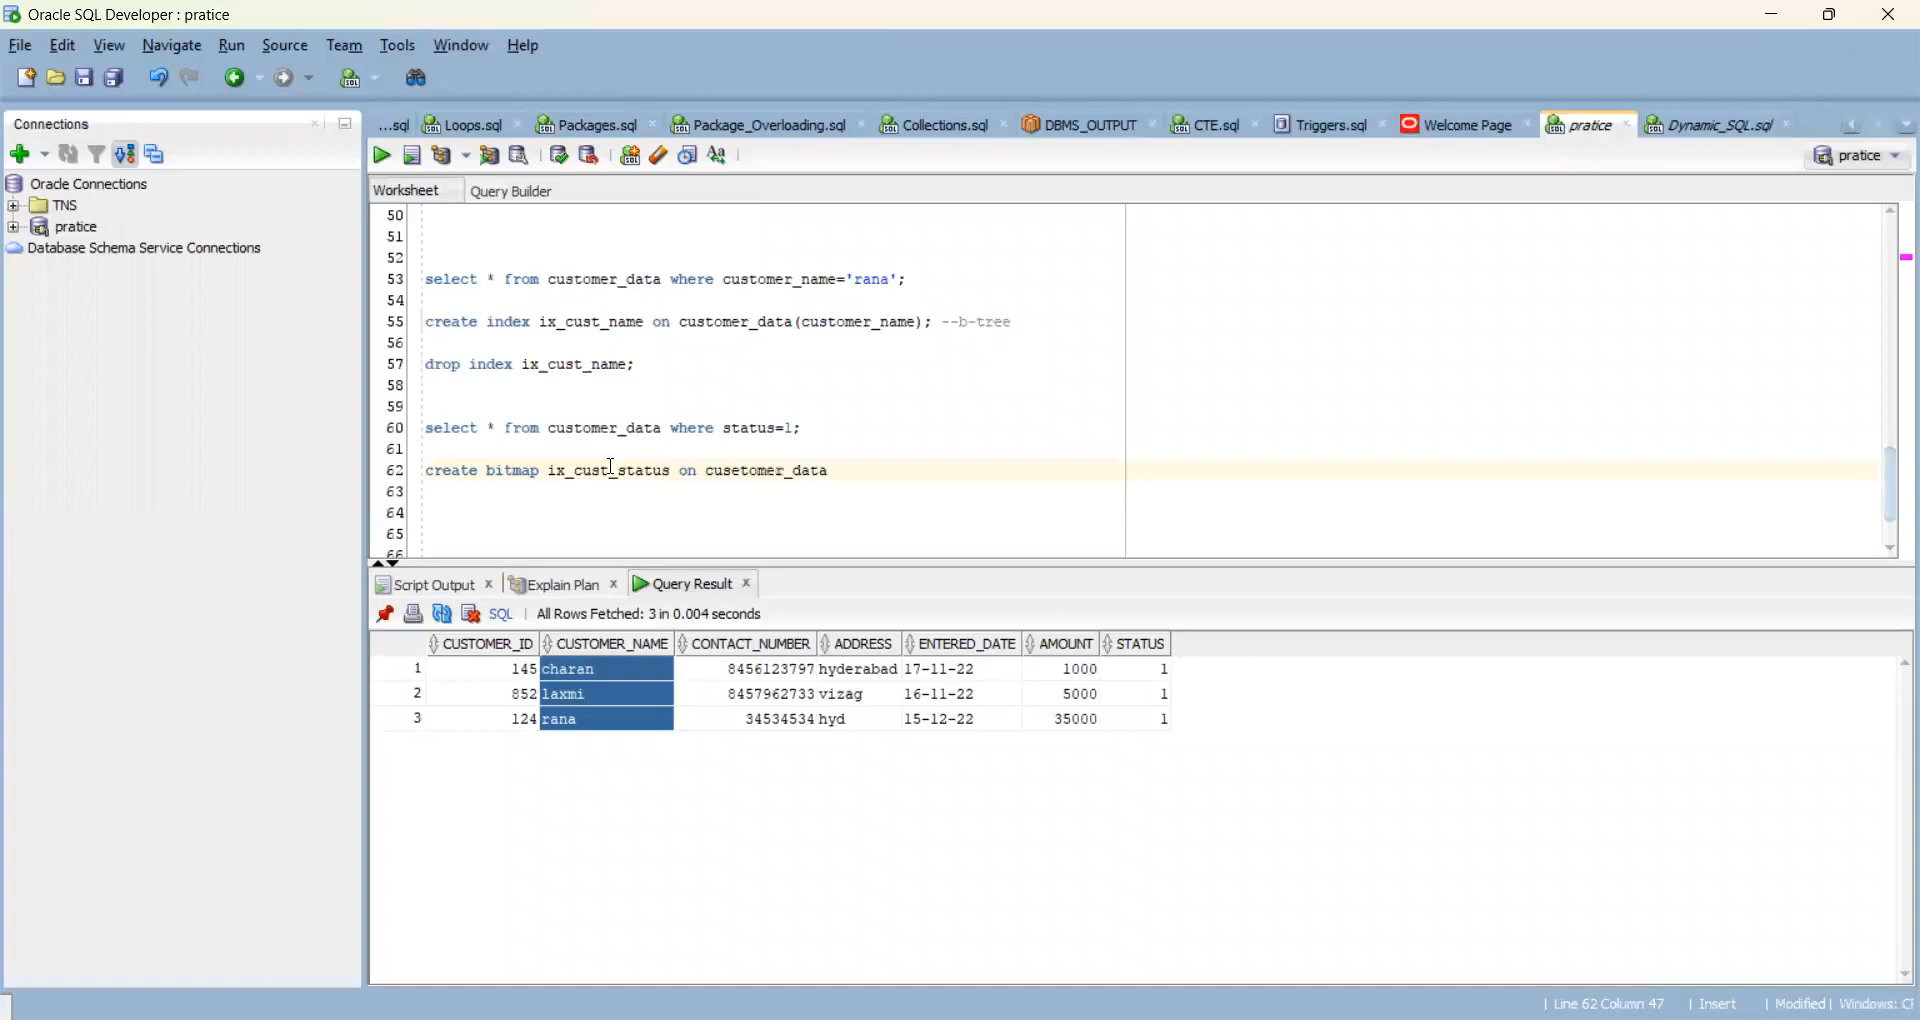 Oracle SQL Developer : pratice
File Edit View Navigate Run Source Team Tools Window Help
Connections
Oracle Connections
TNS
pratice
Database Schema Service Connections
...sql Loops.sql Packages.sql Package_Overloading.sql Collections.sql DBMS_OUTPUT CTE.sql Triggers.sql Welcome Page pratice Dynamic_SQL.sql
pratice
Worksheet Query Builder
50
51
52
53 select * from customer_data where customer_name='rana';
54
55 create index ix_cust_name on customer_data(customer_name); --b-tree
56
57 drop index ix_cust_name;
58
59
60 select * from customer_data where status=1;
61
62 create bitmap ix_cust_status on cusetomer_data
63
64
65
66
Script Output Explain Plan Query Result
SQL All Rows Fetched: 3 in 0.004 seconds
CUSTOMER_ID CUSTOMER_NAME CONTACT_NUMBER ADDRESS ENTERED_DATE AMOUNT STATUS
1 145 charan 8456123797 hyderabad 17-11-22 1000 1
2 852 laxmi 8457962733 vizag 16-11-22 5000 1
3 124 rana 34534534 hyd 15-12-22 35000 1
Line 62 Column 47 Insert Modified Windows: C